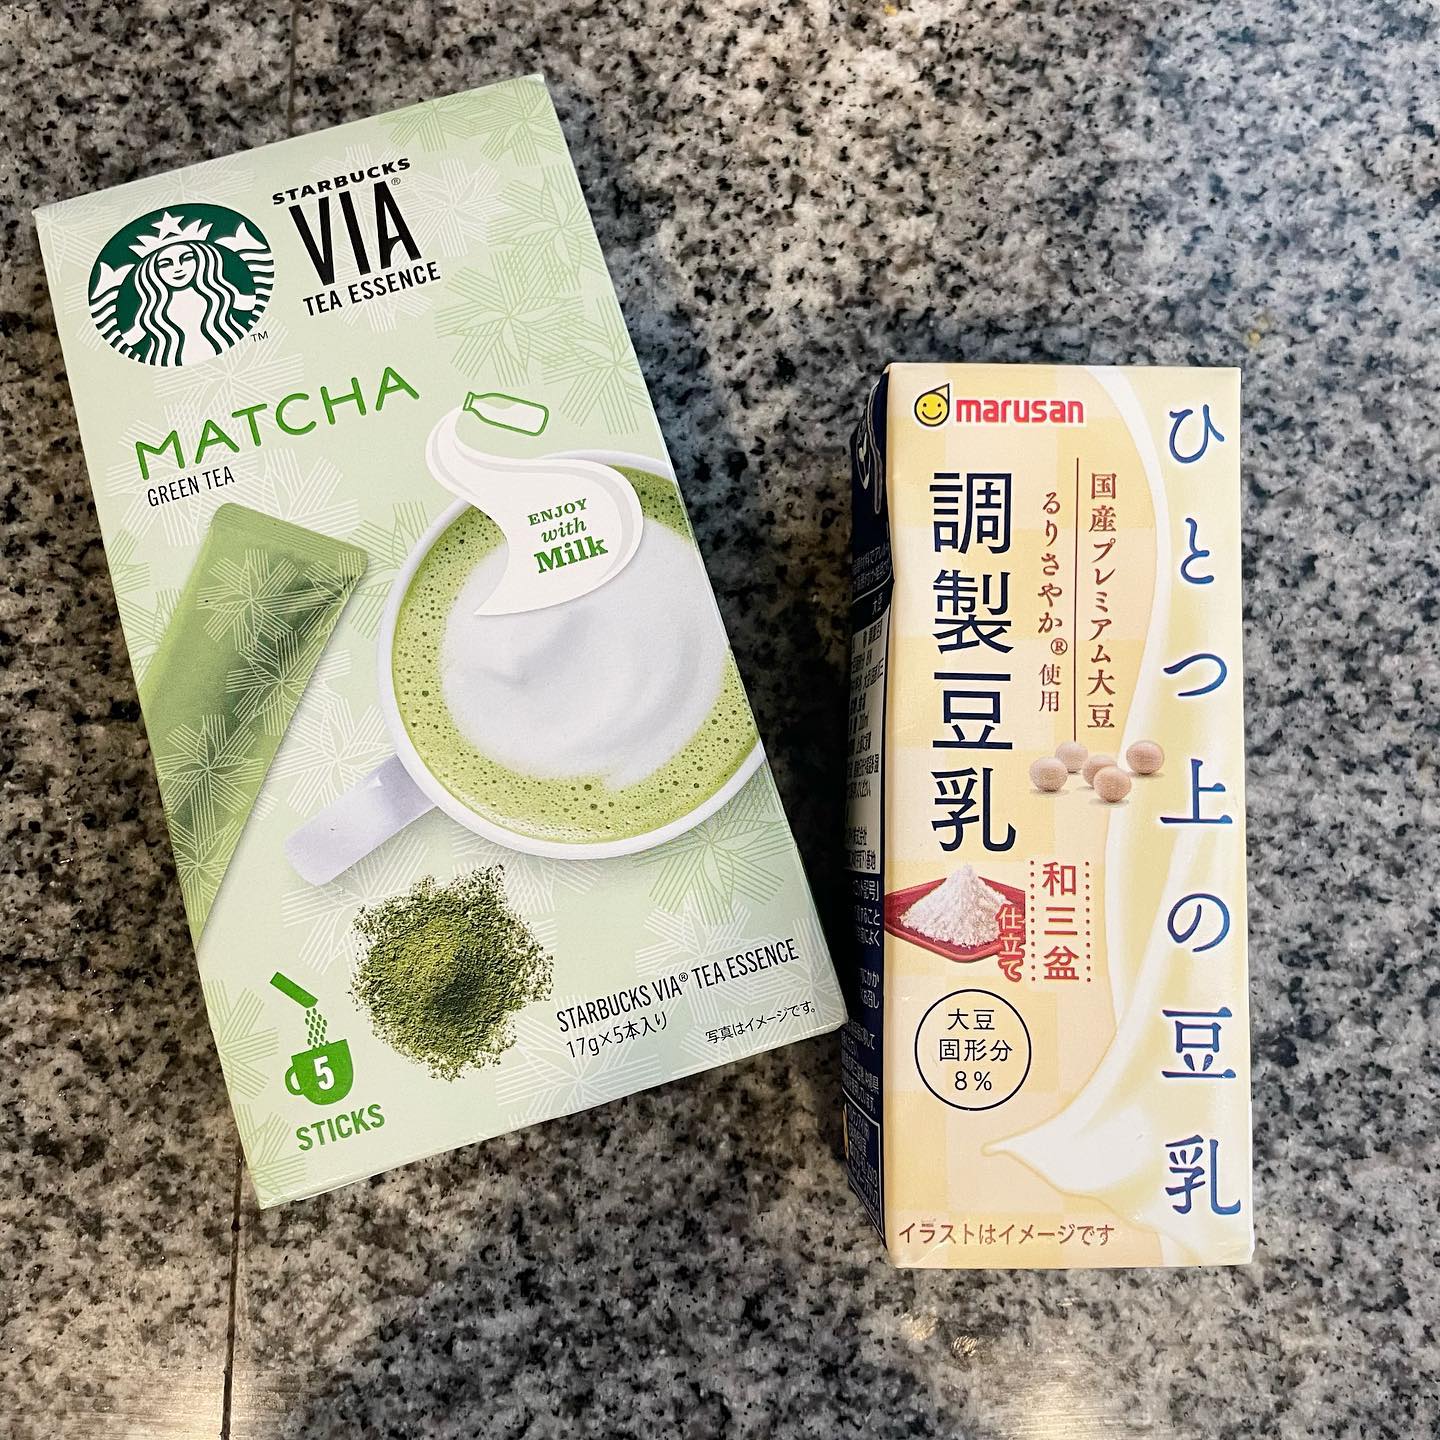 STARBUCKS
VIA®
TEA ESSENCE
TM
MATCHA
GREEN TEA
ENJOY
with
Milk
5
STICKS
STARBUCKS VIA® TEA ESSENCE
17g×5本入り
写真はイメージです。
marusan
ひとつ上の豆乳
国産プレミアム大豆
るりさやか®使用
調製豆乳
和三盆
仕立て
大豆
固形分
8%
イラストはイメージです